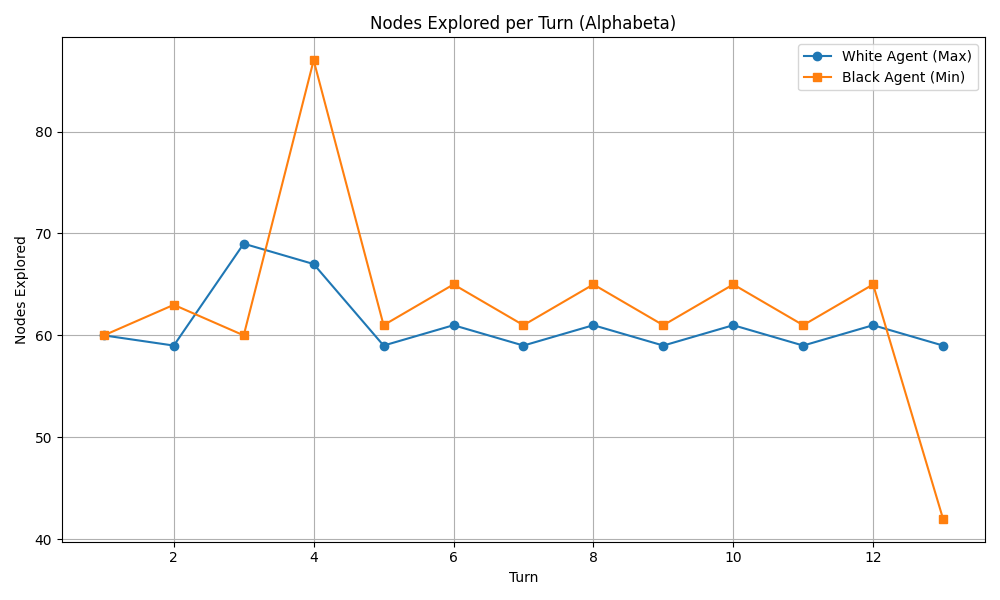 Nodes Explored per Turn (Alphabeta)
White Agent (Max)
Black Agent (Min)
Nodes Explored
80
70
60
50
40
2 4 6 8 10 12
Turn